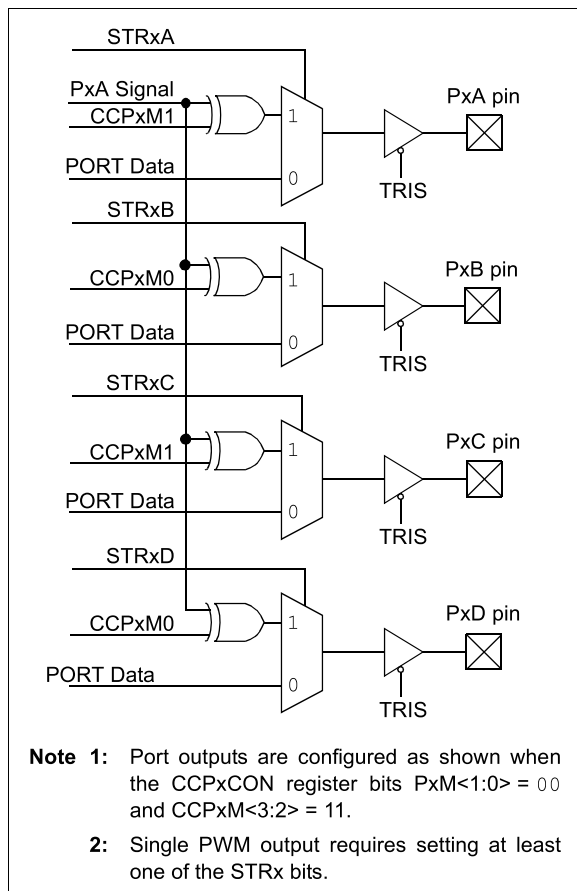 STRxA
PxA Signal
CCPxM1
1
PxA pin
PORT Data
0
TRIS
STRxB
CCPxM0
1
PxB pin
PORT Data
0
TRIS
STRxC
CCPxM1
1
PxC pin
PORT Data
0
TRIS
STRxD
CCPxM0
1
PxD pin
PORT Data
0
TRIS
Note 1: Port outputs are configured as shown when
the CCPxCON register bits PxM<1:0> = 00
and CCPxM<3:2> = 11.
2: Single PWM output requires setting at least
one of the STRx bits.